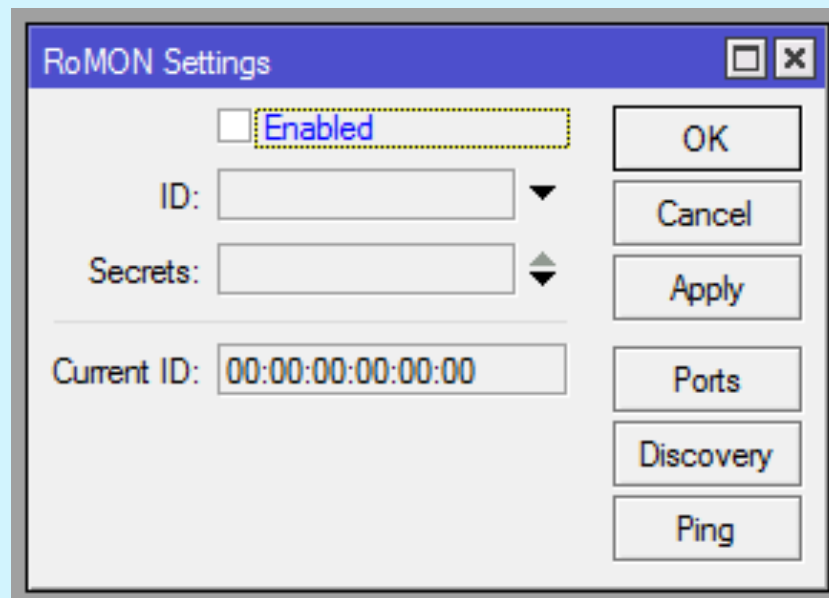 RoMON Settings
Enabled
OK
ID:
Cancel
Secrets:
Apply
Current ID: 00:00:00:00:00:00
Ports
Discovery
Ping